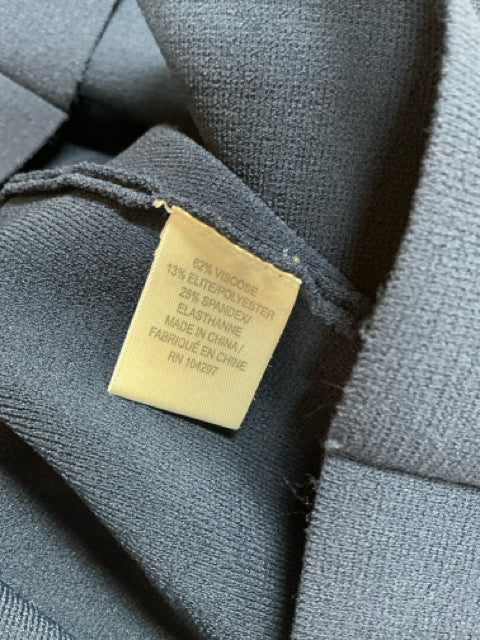 62% VISCOSE
13% ELITE/POLYESTER
25% SPANDEX/
ELASTHANNE
MADE IN CHINA /
FABRIQUÉ EN CHINE
RN 104297